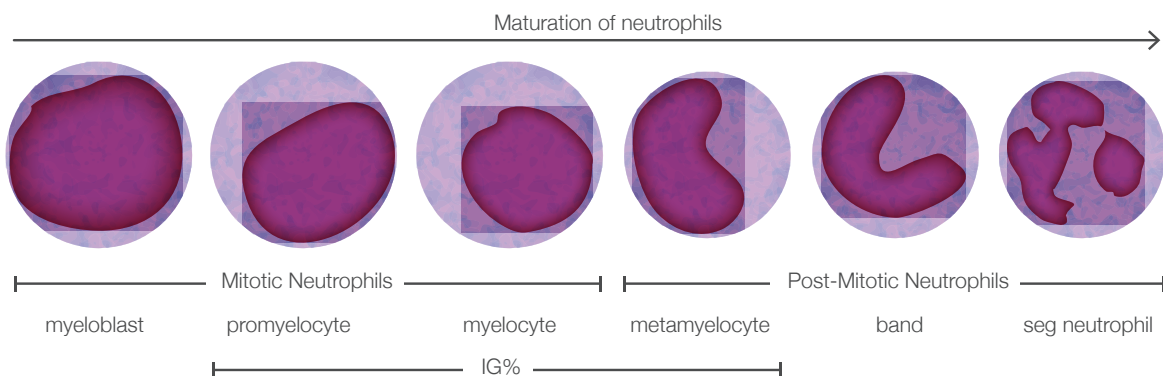 Maturation of neutrophils
Mitotic Neutrophils
Post-Mitotic Neutrophils
myeloblast
promyelocyte
myelocyte
metamyelocyte
band
seg neutrophil
IG%